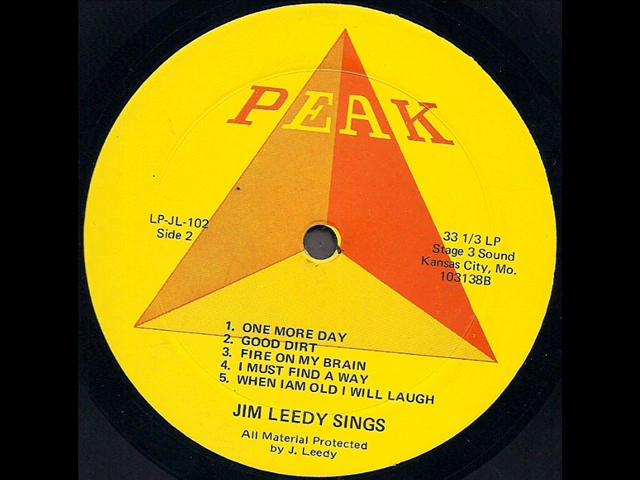 PEAK
LP-JL-102
Side 2
33 1/3 LP
Stage 3 Sound
Kansas City, Mo.
103138B
1. ONE MORE DAY
2. GOOD DIRT
3. FIRE ON MY BRAIN
4. I MUST FIND A WAY
5. WHEN IAM OLD I WILL LAUGH
JIM LEEDY SINGS
All Material Protected
by J. Leedy